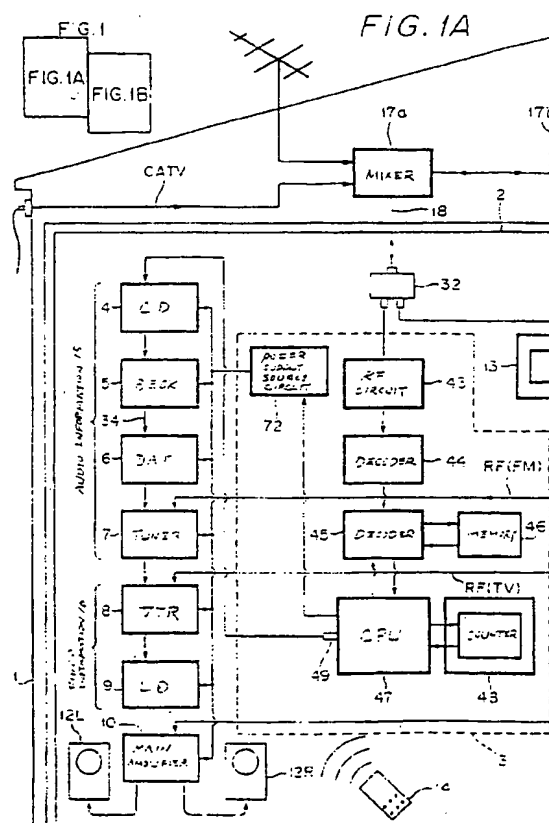 FIG.1
FIG.1A
FIG.1B
FIG.1A
17a
MIXER
CATV
18
2
32
4
CD
5
DECK
34
6
DAT
7
TUNER
AUDIO INFORMATION 15
POWER
SUPPLY
SOURCE
CIRCUIT
72
RF
CIRCUIT
43
13
DECODER
44
RF(FM)
45
DECODER
MEMORY
46
RF(TV)
8
VTR
9
LD
CPU
49
47
COUNTER
48
1
10
MAIN
AMPLIFIER
12L
12R
3
14